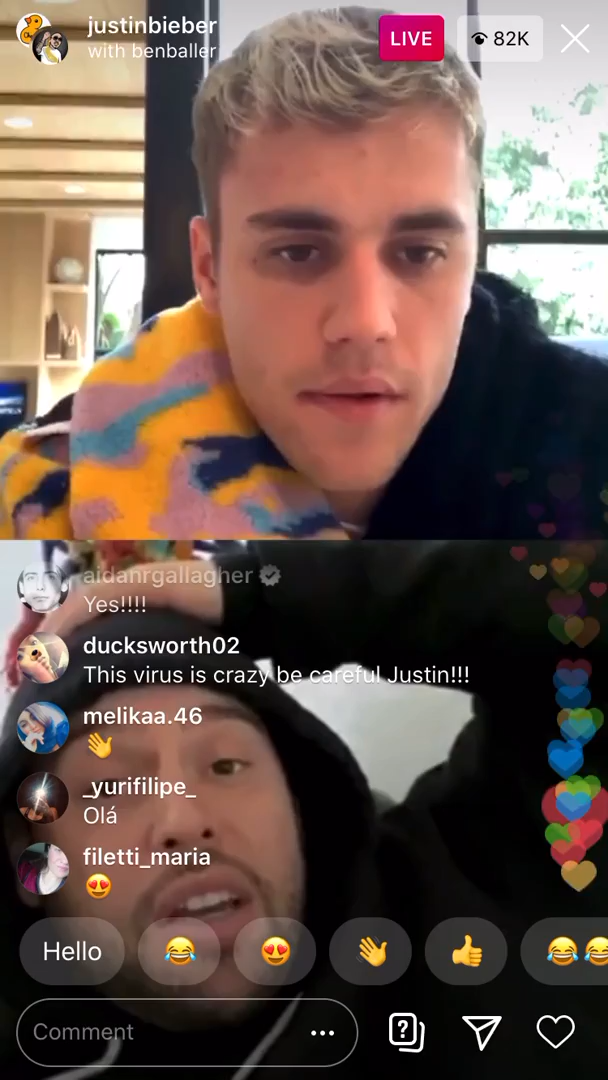 justinbieber
with benballer
LIVE
82K
aidanrgallagher
Yes!!!!
ducksworth02
This virus is crazy be careful Justin!!!
melikaa.46
👋
_yurifilipe_
Olá
filetti_maria
😍
Hello 😂 😍 👋 👍 😂😂
Comment